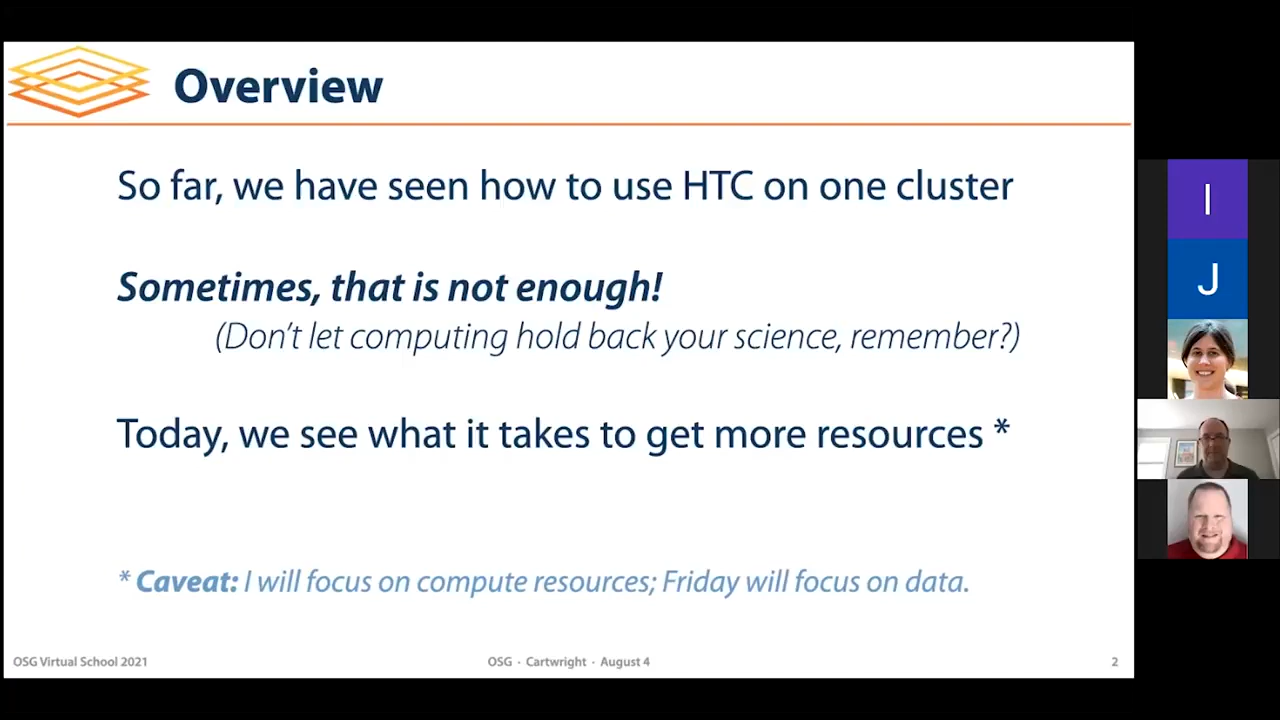 Overview
So far, we have seen how to use HTC on one cluster
Sometimes, that is not enough!
(Don't let computing hold back your science, remember?)
Today, we see what it takes to get more resources *
* Caveat: I will focus on compute resources; Friday will focus on data.
OSG Virtual School 2021
OSG · Cartwright · August 4
2
I
J